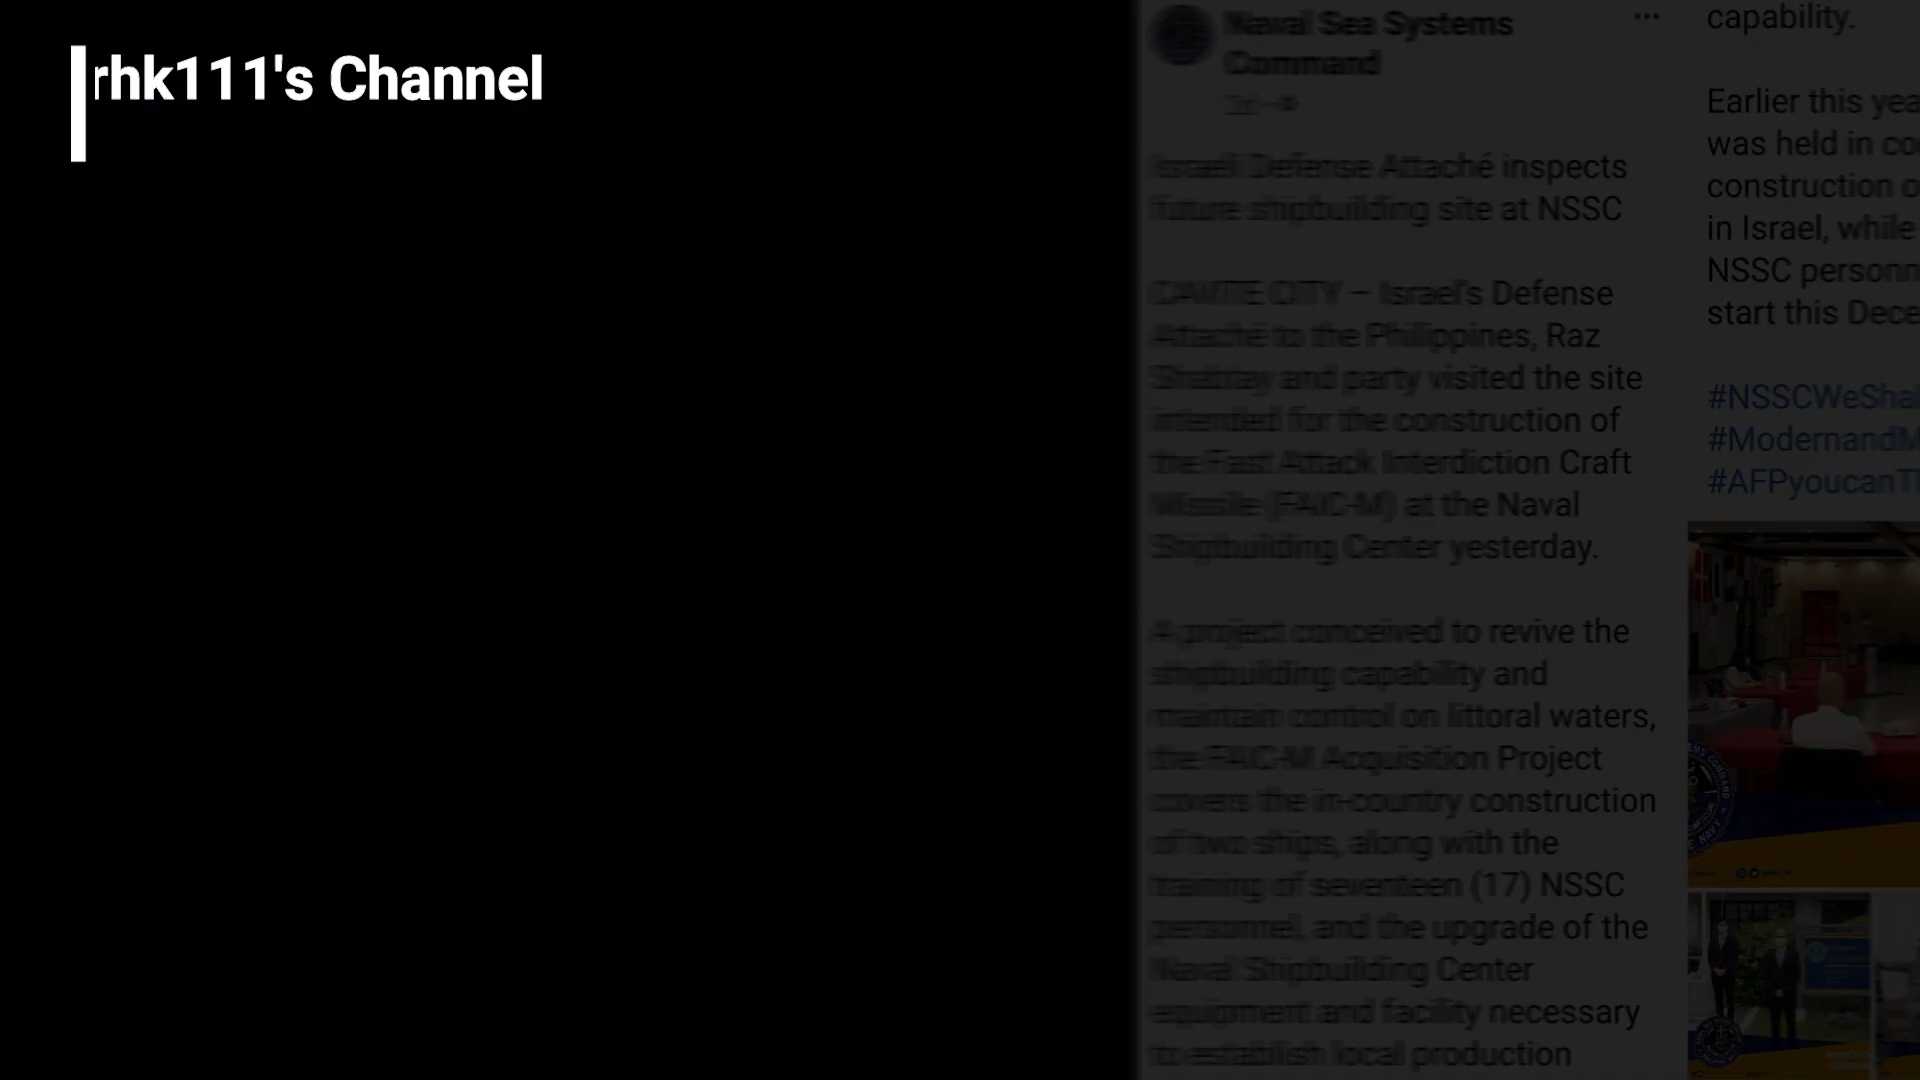 rhk111's Channel
Naval Sea Systems
Command
Israeli Defense Attaché inspects
future shipbuilding site at NSSC
CAVITE CITY – Israel's Defense
Attaché to the Philippines, Raz
Shabtay and party visited the site
intended for the construction of
the Fast Attack Interdiction Craft
Missile (FAIC-M) at the Naval
Shipbuilding Center yesterday.
A project conceived to revive the
shipbuilding capability and
maintain control on littoral waters,
the FAIC-M Acquisition Project
covers the in-country construction
of two ships, along with the
training of seventeen (17) NSSC
personnel, and the upgrade of the
Naval Shipbuilding Center
equipment and facility necessary
to establish local production
capability.
Earlier this yea
was held in co
construction o
in Israel, while
NSSC personn
start this Dece
#NSSCWeShal
#ModernandM
#AFPyoucanT